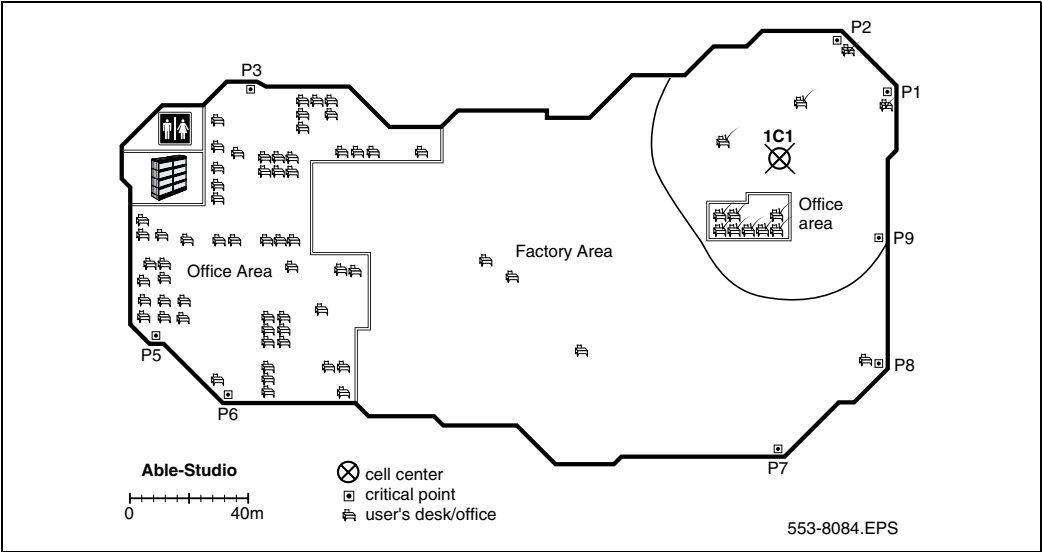 P2
P3
P1
1C1
Office
area
P9
Factory Area
Office Area
P5
P8
P6
P7
Able-Studio
0 40m
cell center
critical point
user's desk/office
553-8084.EPS